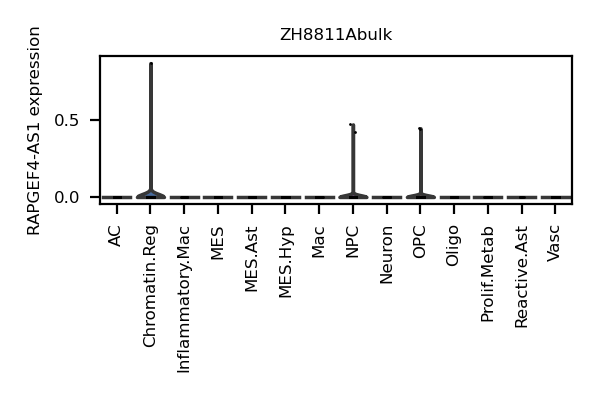 ZH8811Abulk
RAPGEF4-AS1 expression
0.5
0.0
AC
Chromatin.Reg
Inflammatory.Mac
MES
MES.Ast
MES.Hyp
Mac
NPC
Neuron
OPC
Oligo
Prolif.Metab
Reactive.Ast
Vasc